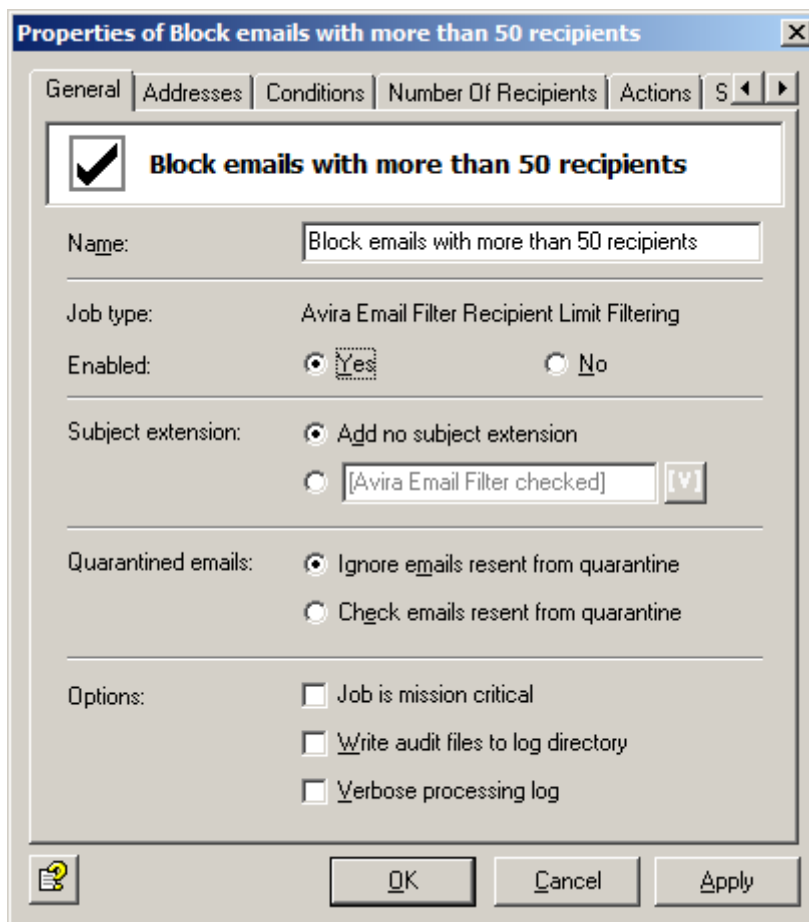 Properties of Block emails with more than 50 recipients
General Addresses Conditions Number Of Recipients Actions S
Block emails with more than 50 recipients
Name: Block emails with more than 50 recipients
Job type: Avira Email Filter Recipient Limit Filtering
Enabled: Yes No
Subject extension: Add no subject extension
[Avira Email Filter checked] [V]
Quarantined emails: Ignore emails resent from quarantine
Check emails resent from quarantine
Options: Job is mission critical
Write audit files to log directory
Verbose processing log
OK Cancel Apply